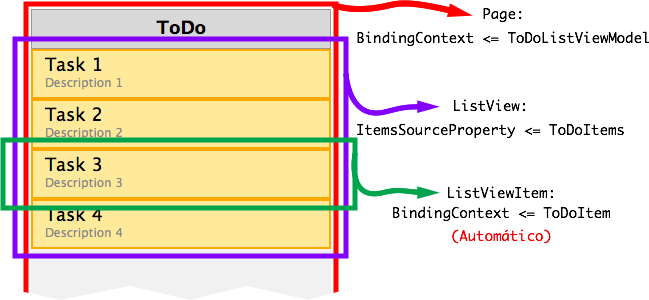 ToDo
Task 1
Description 1
Task 2
Description 2
Task 3
Description 3
Task 4
Description 4
Page:
BindingContext <= ToDoListViewModel
ListView:
ItemsSourceProperty <= ToDoItems
ListViewItem:
BindingContext <= ToDoItem
(Automático)